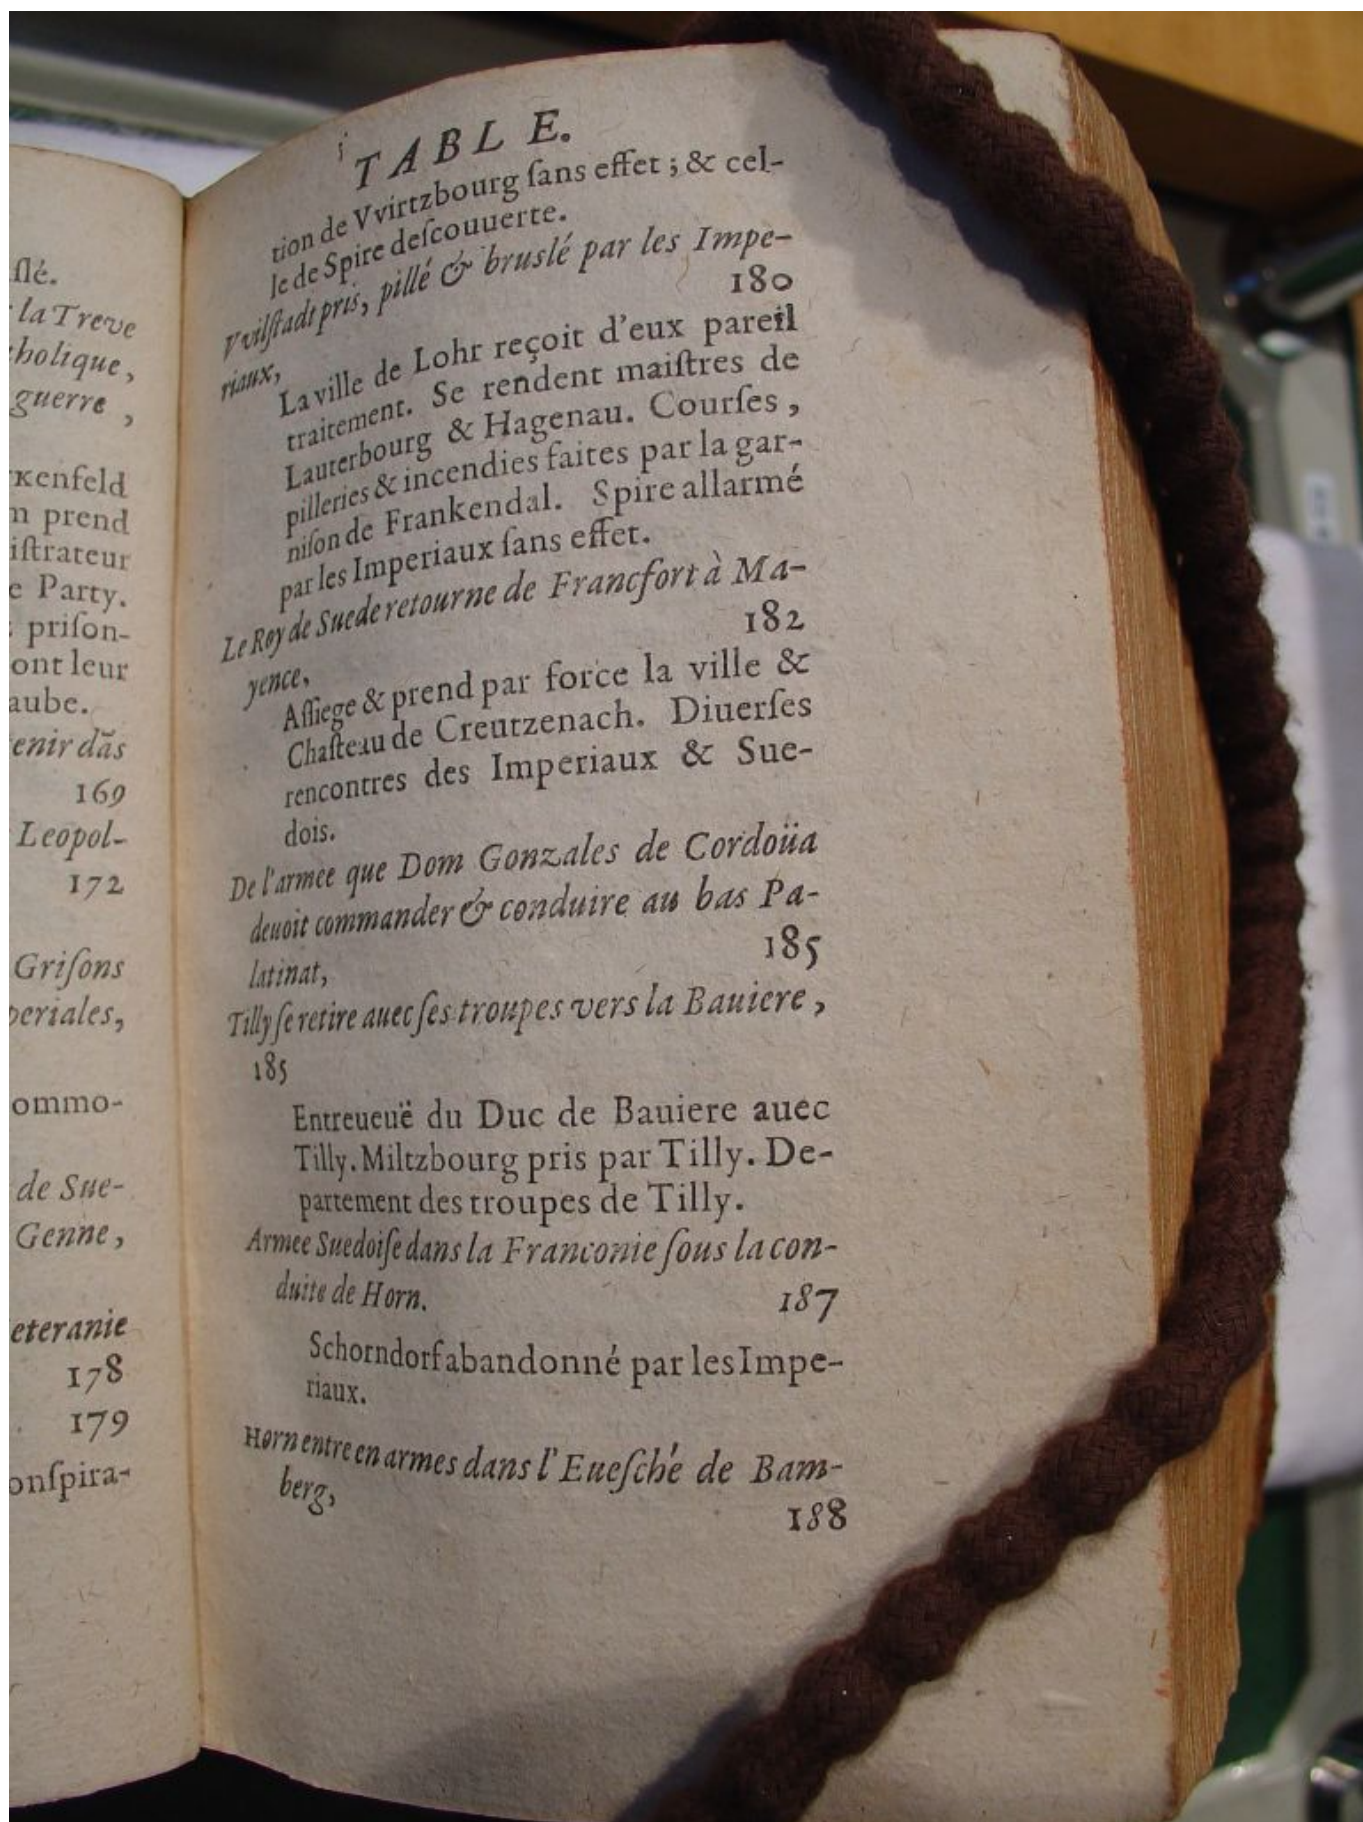 ſlé.
la Treve
holique,
guerre,
kenfeld
n prend
iſtrateur
e Party.
priſon-
ont leur
aube.
enir dãs
169
Leopol-
172
Griſons
periales,
ommo-
de Sue-
Genne,
eteranie
178
179
onſpira-
TABLE.
tion de Vvirtzbourg ſans effet ; & cel-
le de Spire deſcouuerte.
Vvilſtadt pris, pillé & bruslé par les Impe-
riaux, 180
La ville de Lohr reçoit d'eux pareil
traitement. Se rendent maiſtres de
Lauterbourg & Hagenau. Courſes,
pilleries & incendies faites par la gar-
niſon de Frankendal. Spire allarmé
par les Imperiaux ſans effet.
Le Roy de Suede retourne de Francfort à Ma-
yence, 182
Aſſiege & prend par force la ville &
Chaſteau de Creutzenach. Diuerſes
rencontres des Imperiaux & Sue-
dois.
De l'armee que Dom Gonzales de Cordoüa
deuoit commander & conduire au bas Pa-
latinat, 185
Tilly ſe retire auec ſes troupes vers la Bauiere,
185
Entreueuë du Duc de Bauiere auec
Tilly. Miltzbourg pris par Tilly. De-
partement des troupes de Tilly.
Armee Suedoiſe dans la Franconie ſous la con-
duite de Horn. 187
Schorndorf abandonné par les Impe-
riaux.
Horn entre en armes dans l'Eueſché de Bam-
berg, 188